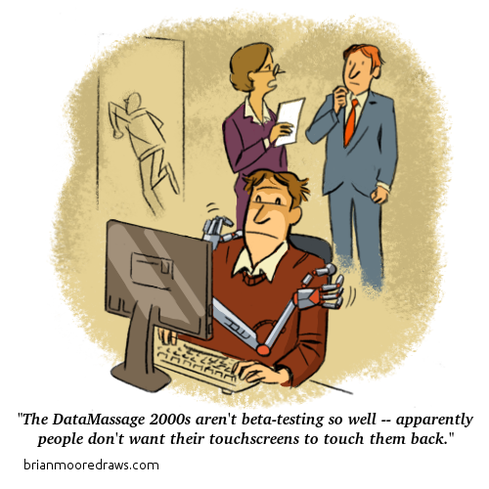 "The DataMassage 2000s aren't beta-testing so well -- apparently
people don't want their touchscreens to touch them back."
brianmooredraws.com